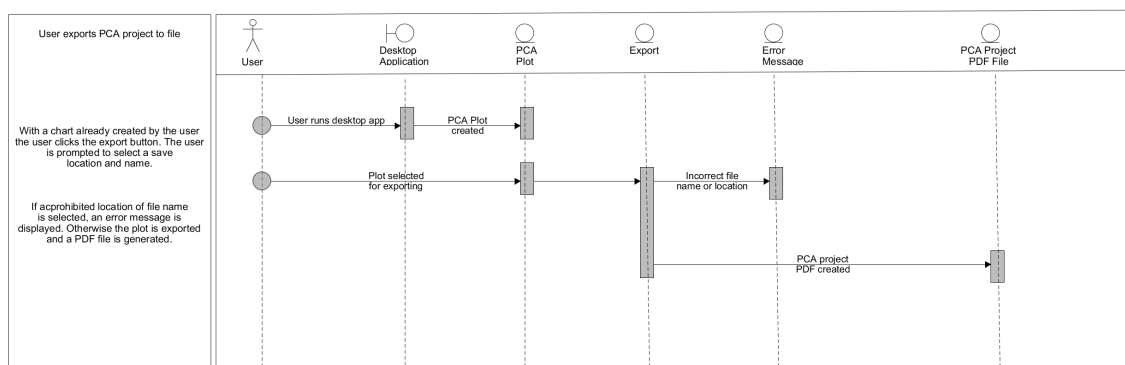 User exports PCA project to file
User
Desktop
Application
PCA
Plot
Export
Error
Message
PCA Project
PDF File
With a chart already created by the user
the user clicks the export button. The user
is prompted to select a save
location and name.
If acprohibited location of file name
is selected, an error message is
displayed. Otherwise the plot is exported
and a PDF file is generated.
User runs desktop app
PCA Plot
created
Plot selected
for exporting
Incorrect file
name or location
PCA project
PDF created